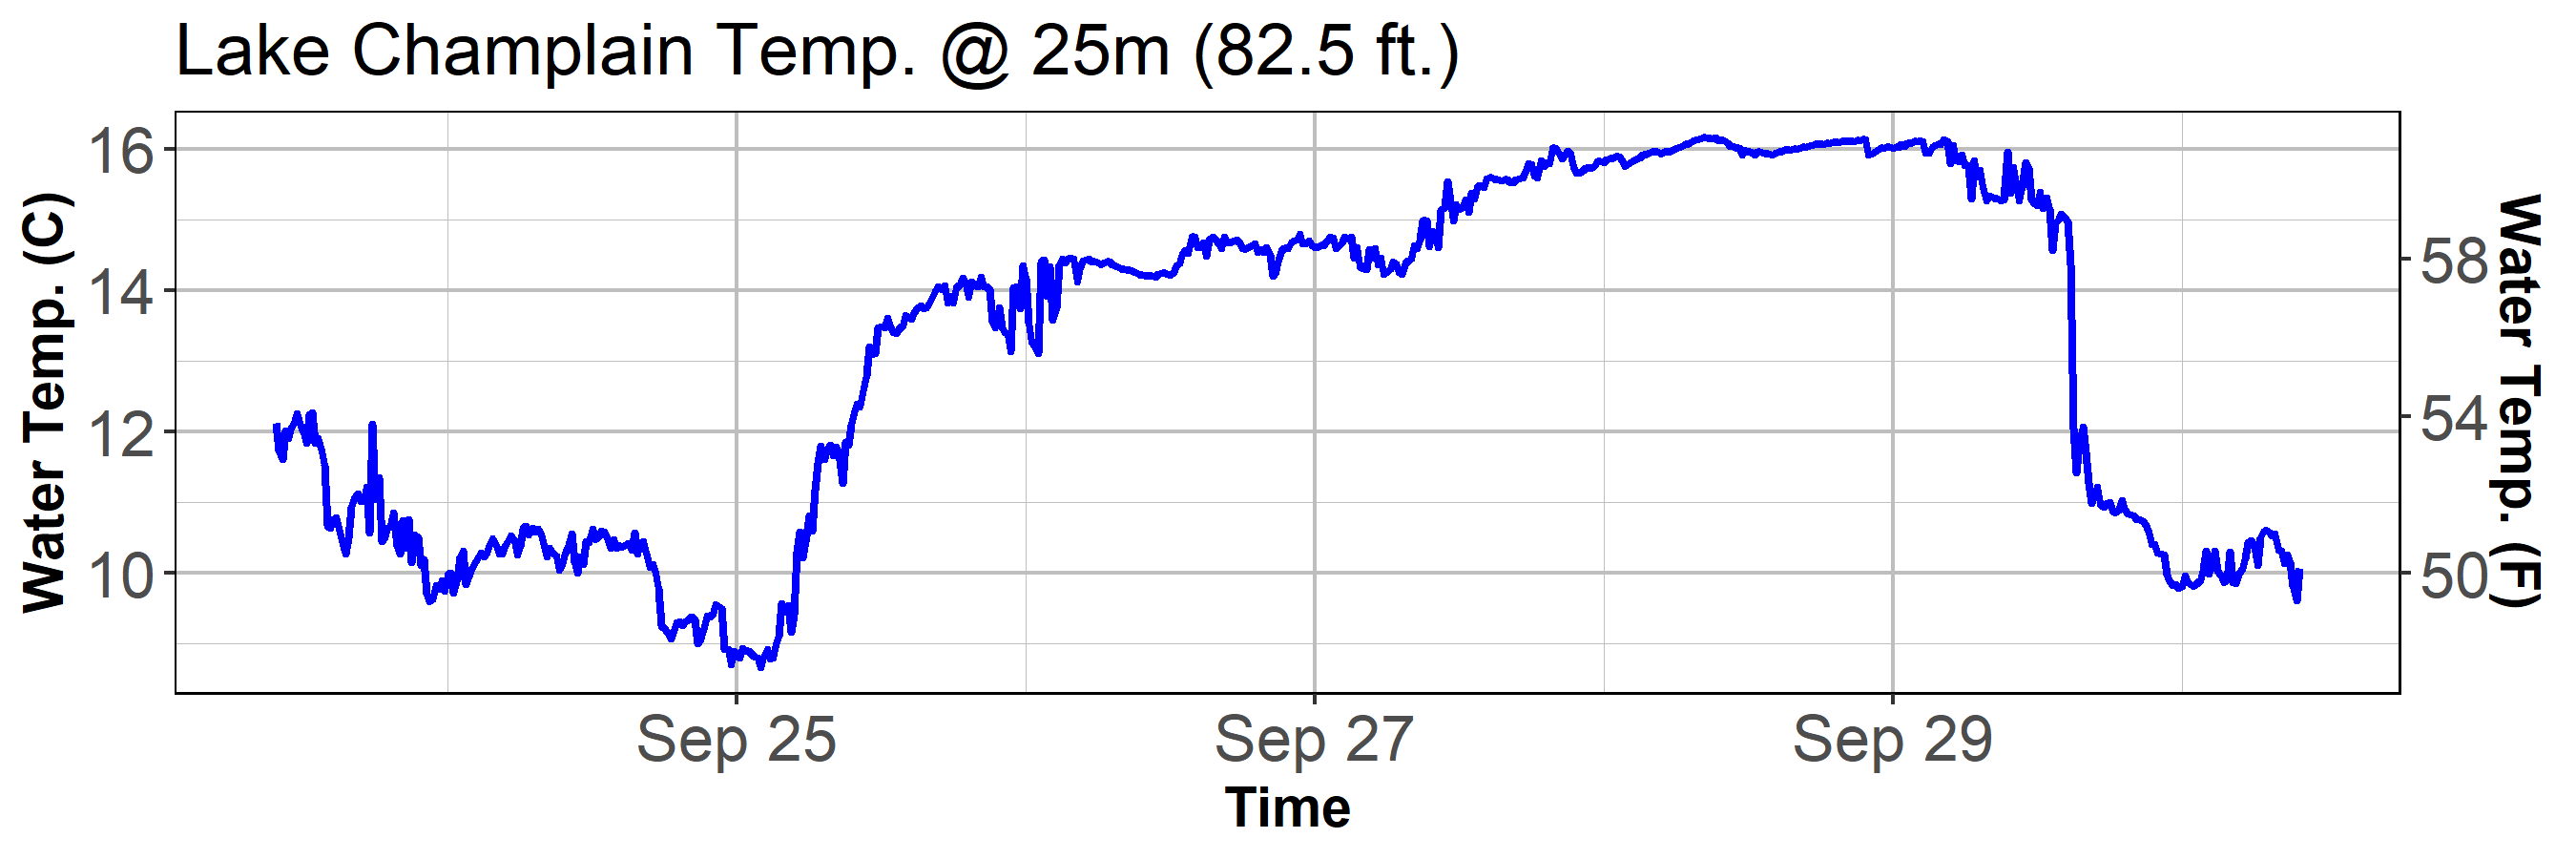 Lake Champlain Temp. @ 25m (82.5 ft.)
Water Temp. (C)
16
14
12
10
58
54
50
Water Temp. (F)
Sep 25
Sep 27
Sep 29
Time